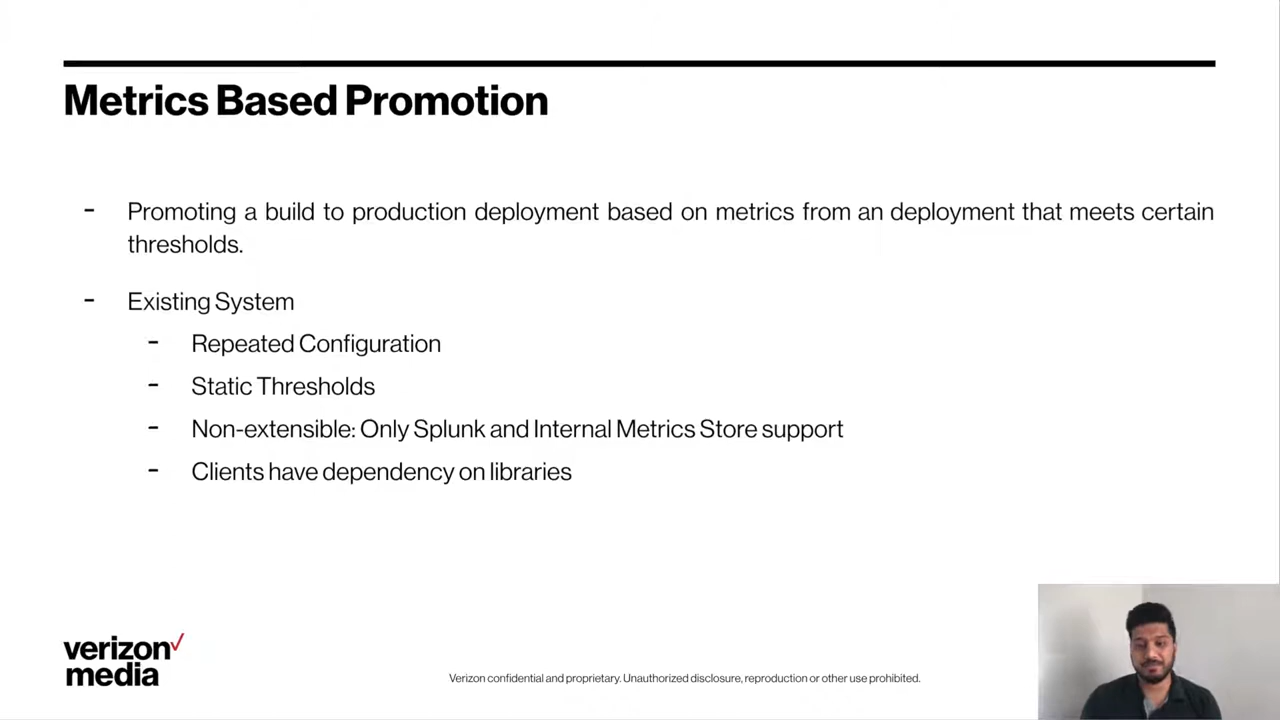 Metrics Based Promotion
- Promoting a build to production deployment based on metrics from an deployment that meets certain
thresholds.
- Existing System
- Repeated Configuration
- Static Thresholds
- Non-extensible: Only Splunk and Internal Metrics Store support
- Clients have dependency on libraries
verizon✓
media
Verizon confidential and proprietary. Unauthorized disclosure, reproduction or other use prohibited.